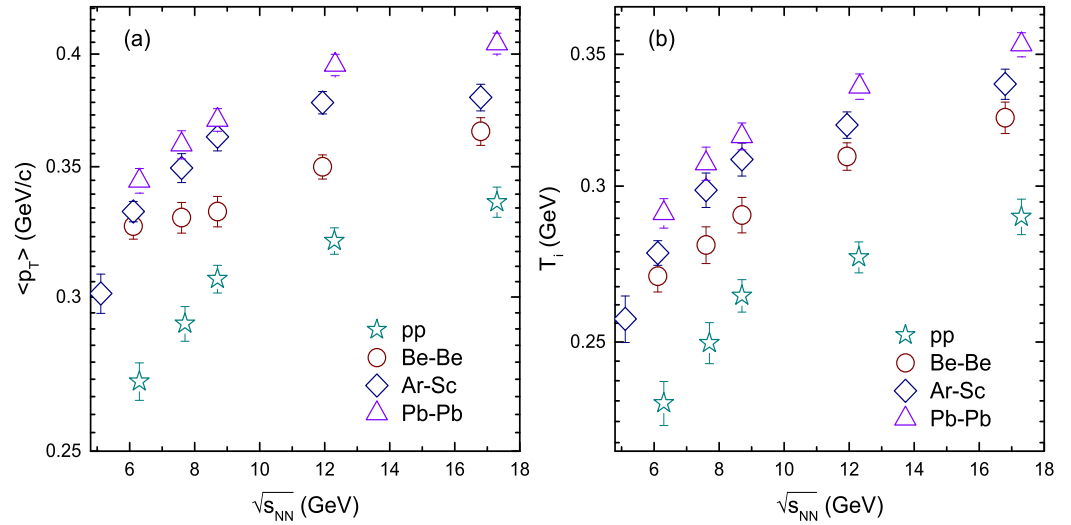 (a)
0.4
0.35
0.3
0.25
<p_T> (GeV/c)
6 8 10 12 14 16 18
√s_NN (GeV)
pp
Be-Be
Ar-Sc
Pb-Pb
(b)
0.35
0.3
0.25
T_i (GeV)
6 8 10 12 14 16 18
√s_NN (GeV)
pp
Be-Be
Ar-Sc
Pb-Pb